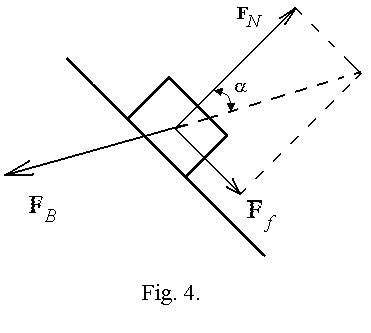 F_N
α
F_B
F_f
Fig. 4.